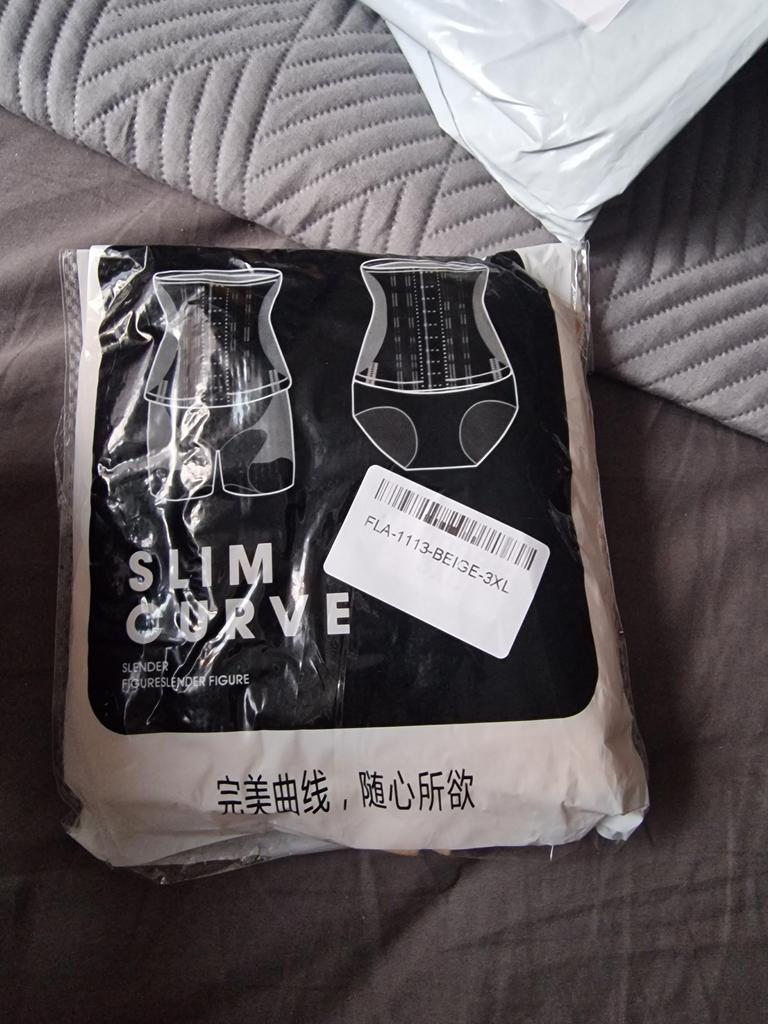 FLA-1113-BEIGE-3XL
SLIM
CURVE
SLENDER
FIGURESLENDER FIGURE
完美曲线，随心所欲